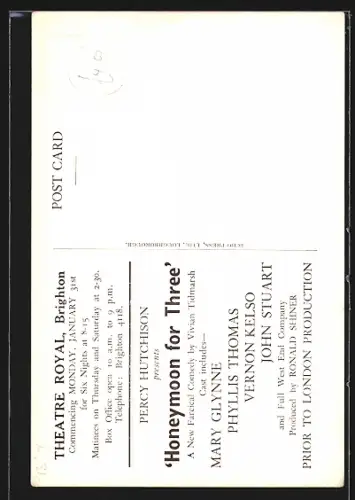 THEATRE ROYAL, Brighton
Commencing MONDAY, JANUARY 31st
for Six Nights at 8.15
Matinees on Thursday and Saturday at 2.30.
Box Office open 10 a.m. to 9 p.m.
Telephone: Brighton 4118.
PERCY HUTCHISON
presents
'Honeymoon for Three'
A New Farcical Comedy by Vivian Tidmarsh
Cast includes—
MARY GLYNNE
PHYLLIS THOMAS
VERNON KELSO
JOHN STUART
and Full West End Company
Produced by RONALD SHINER
PRIOR TO LONDON PRODUCTION
LTD., LOUGHBOROUGH.
POST CARD